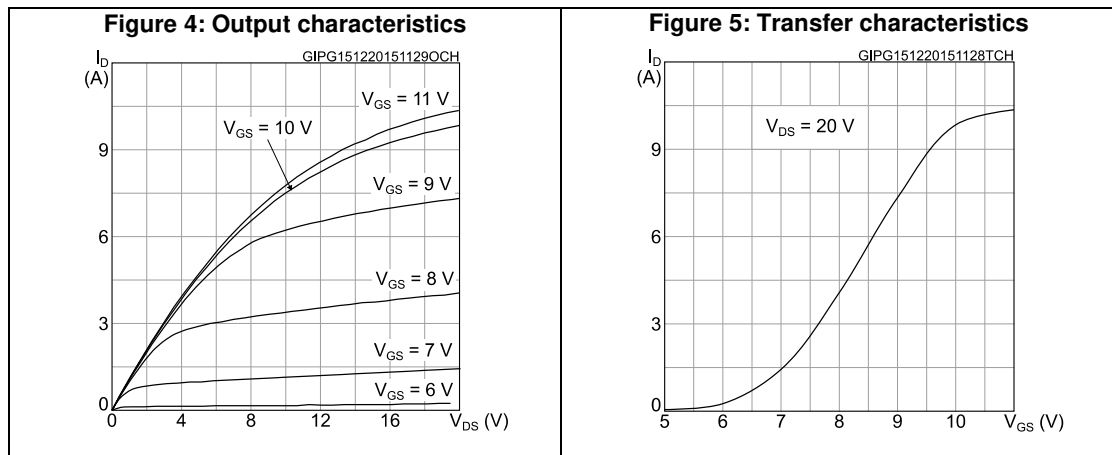 Figure 4: Output characteristics
GIPG151220151129OCH
I_D
(A)
V_GS = 11 V
V_GS = 10 V
9
V_GS = 9 V
6
V_GS = 8 V
3
V_GS = 7 V
V_GS = 6 V
0
0 4 8 12 16 V_DS (V)
Figure 5: Transfer characteristics
GIPG151220151128TCH
I_D
(A)
V_DS = 20 V
9
6
3
0
5 6 7 8 9 10 V_GS (V)